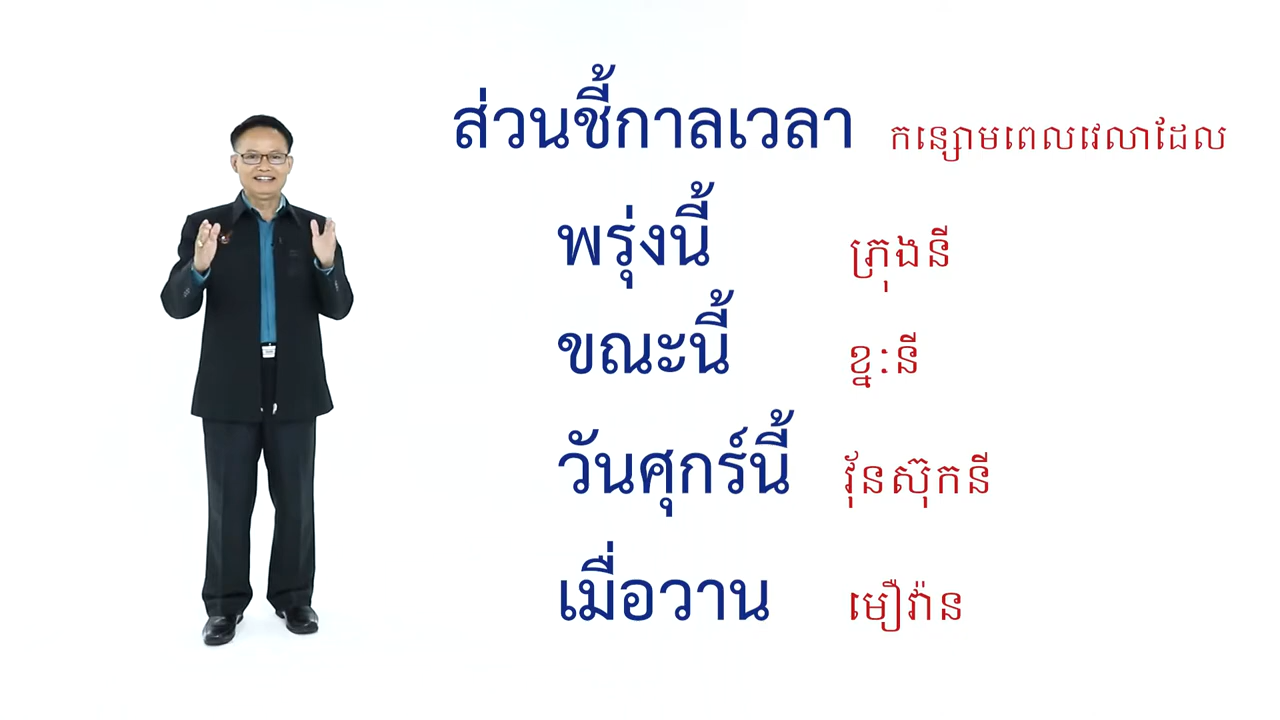 ส่วนชี้กาลเวลา កន្សោមពេលវេលាដែល
พรุ่งนี้ ភ្រុងនី
ขณะนี้ ខ្នៈនី
วันศุกร์นี้ វ៉័នស៊ុកនី
เมื่อวาน មឿវ៉ាន